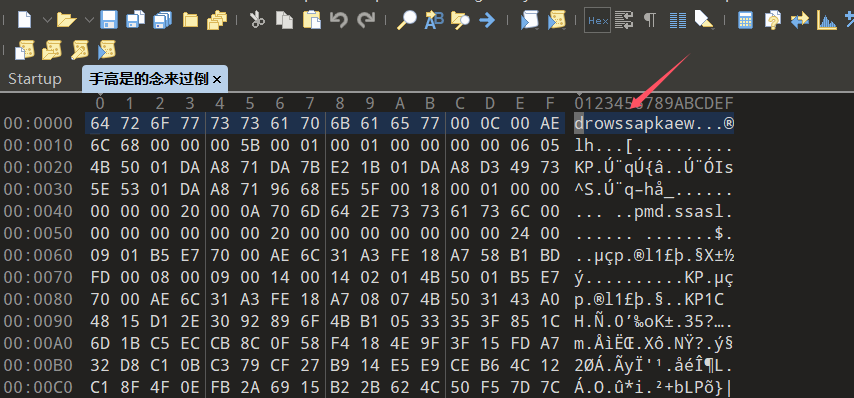 Hex
Startup 手高是的念来过倒 ×
0 1 2 3 4 5 6 7 8 9 A B C D E F 0123456789ABCDEF
00:0000 64 72 6F 77 73 73 61 70 6B 61 65 77 00 0C 00 AE drowssapkaew...®
00:0010 6C 68 00 00 00 5B 00 01 00 01 00 00 00 00 06 05 lh...[..........
00:0020 4B 50 01 DA A8 71 DA 7B E2 1B 01 DA A8 D3 49 73 KP.Ú¨qÚ{â..Ú¨ÓIs
00:0030 5E 53 01 DA A8 71 96 68 E5 5F 00 18 00 01 00 00 ^S.Ú¨q–hå_......
00:0040 00 00 00 20 00 0A 70 6D 64 2E 73 73 61 73 6C 00 ... ..pmd.ssasl.
00:0050 00 00 00 00 00 00 20 00 00 00 00 00 00 00 24 00 ...... .......$.
00:0060 09 01 B5 E7 70 00 AE 6C 31 A3 FE 18 A7 58 B1 BD ..µçp.®l1£þ.§X±½
00:0070 FD 00 08 00 09 00 14 00 14 02 01 4B 50 01 B5 E7 ý..........KP.µç
00:0080 70 00 AE 6C 31 A3 FE 18 A7 08 07 4B 50 31 43 A0 p.®l1£þ.§..KP1C
00:0090 48 15 D1 2E 30 92 89 6F 4B B1 05 33 35 3F 85 1C H.Ñ.0’‰oK±.35?….
00:00A0 6D 1B C5 EC CB 8C 0F 58 F4 18 4E 9F 3F 15 FD A7 m.ÅìËŒ.Xô.NŸ?.ý§
00:00B0 32 D8 C1 0B C3 79 CF 27 B9 14 E5 E9 CE B6 4C 12 2ØÁ.ÃyÏ'¹.åéÎ¶L.
00:00C0 C1 8F 4F 0E FB 2A 69 15 B2 2B 62 4C 50 F5 7D 7C Á.O.û*i.²+bLPõ}|